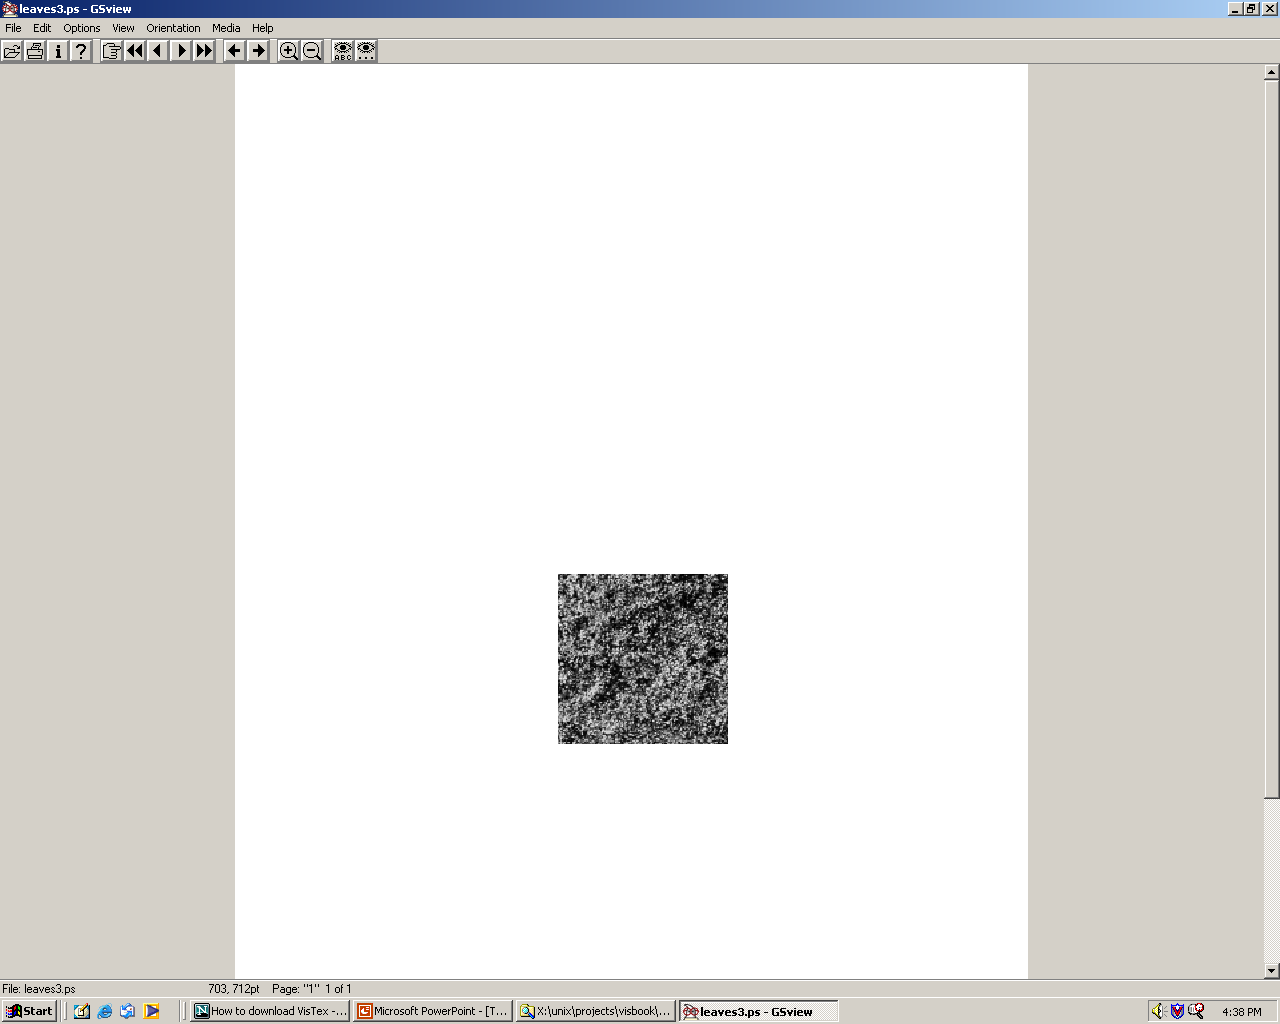 leaves3.ps - GSview
File Edit Options View Orientation Media Help
ABC
File: leaves3.ps 703, 712pt Page: "1" 1 of 1
Start How to download VisTex -... Microsoft PowerPoint - [T... X:\unix\projects\visbook\... leaves3.ps - GSview 4:38 PM